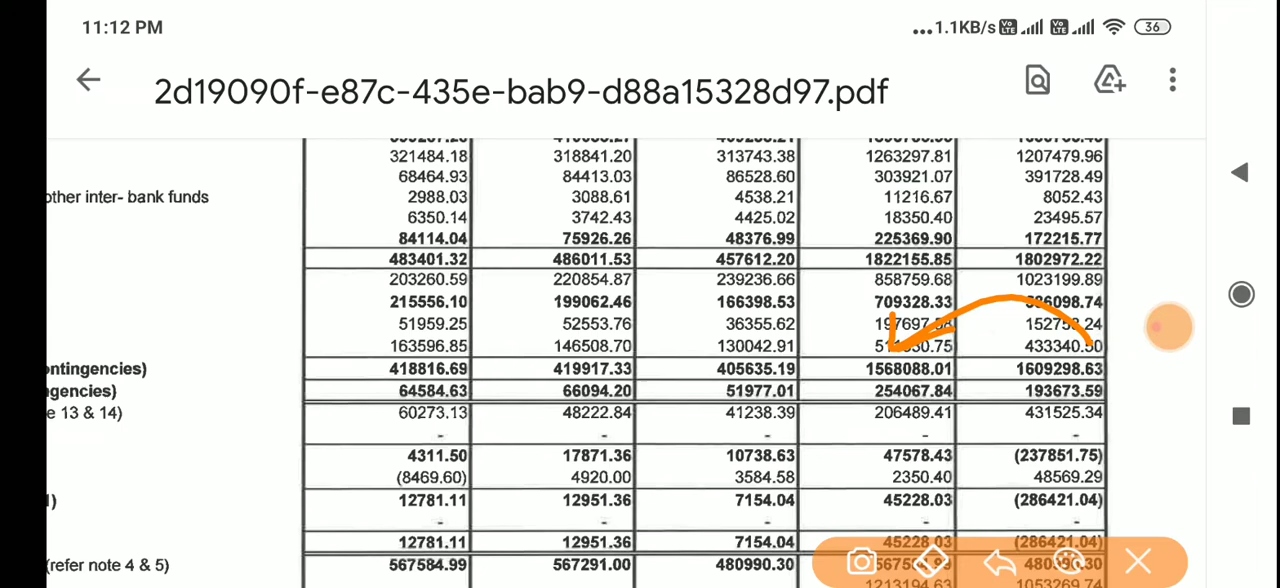 11:12 PM ...1.1KB/s Vo LTE Vo LTE 36
2d19090f-e87c-435e-bab9-d88a15328d97.pdf
321484.18 318841.20 313743.38 1263297.81 1207479.96
68464.93 84413.03 86528.60 303921.07 391728.49
other inter- bank funds 2988.03 3088.61 4538.21 11216.67 8052.43
6350.14 3742.43 4425.02 18350.40 23495.57
84114.04 75926.26 48376.99 225369.90 172215.77
483401.32 486011.53 457612.20 1822155.85 1802972.22
203260.59 220854.87 239236.66 858759.68 1023199.89
215556.10 199062.46 166398.53 709328.33
51959.25 52553.76 36355.62
163596.85 146508.70 130042.91 433340.50
ontingencies) 418816.69 419917.33 405635.19 1568088.01 1609298.63
gencies) 64584.63 66094.20 51977.01 254067.84 193673.59
e 13 & 14) 60273.13 48222.84 41238.39 206489.41 431525.34
- - - - -
4311.50 17871.36 10738.63 47578.43 (237851.75)
(8469.60) 4920.00 3584.58 2350.40 48569.29
1) 12781.11 12951.36 7154.04 45228.03 (286421.04)
- - - - -
12781.11 12951.36 7154.04 45228.03 (286421.04)
(refer note 4 & 5) 567584.99 567291.00 480990.30